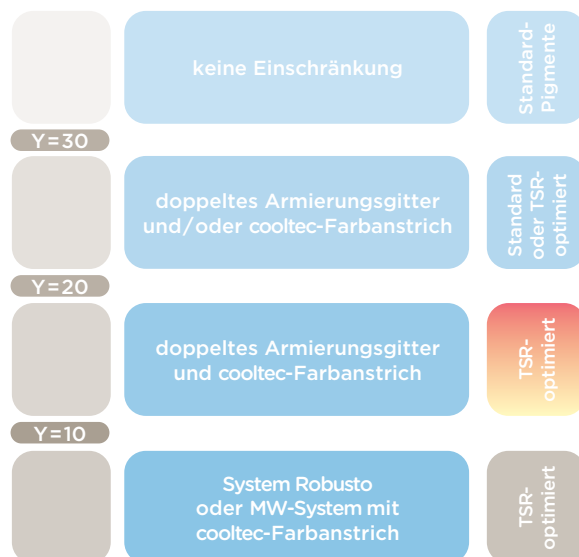 keine Einschränkung
Standard-
Pigmente
Y=30
doppeltes Armierungsgitter
und/oder cooltec-Farbanstrich
Standard
oder TSR-
optimiert
Y=20
doppeltes Armierungsgitter
und cooltec-Farbanstrich
TSR-
optimiert
Y=10
System Robusto
oder MW-System mit
cooltec-Farbanstrich
TSR-
optimiert